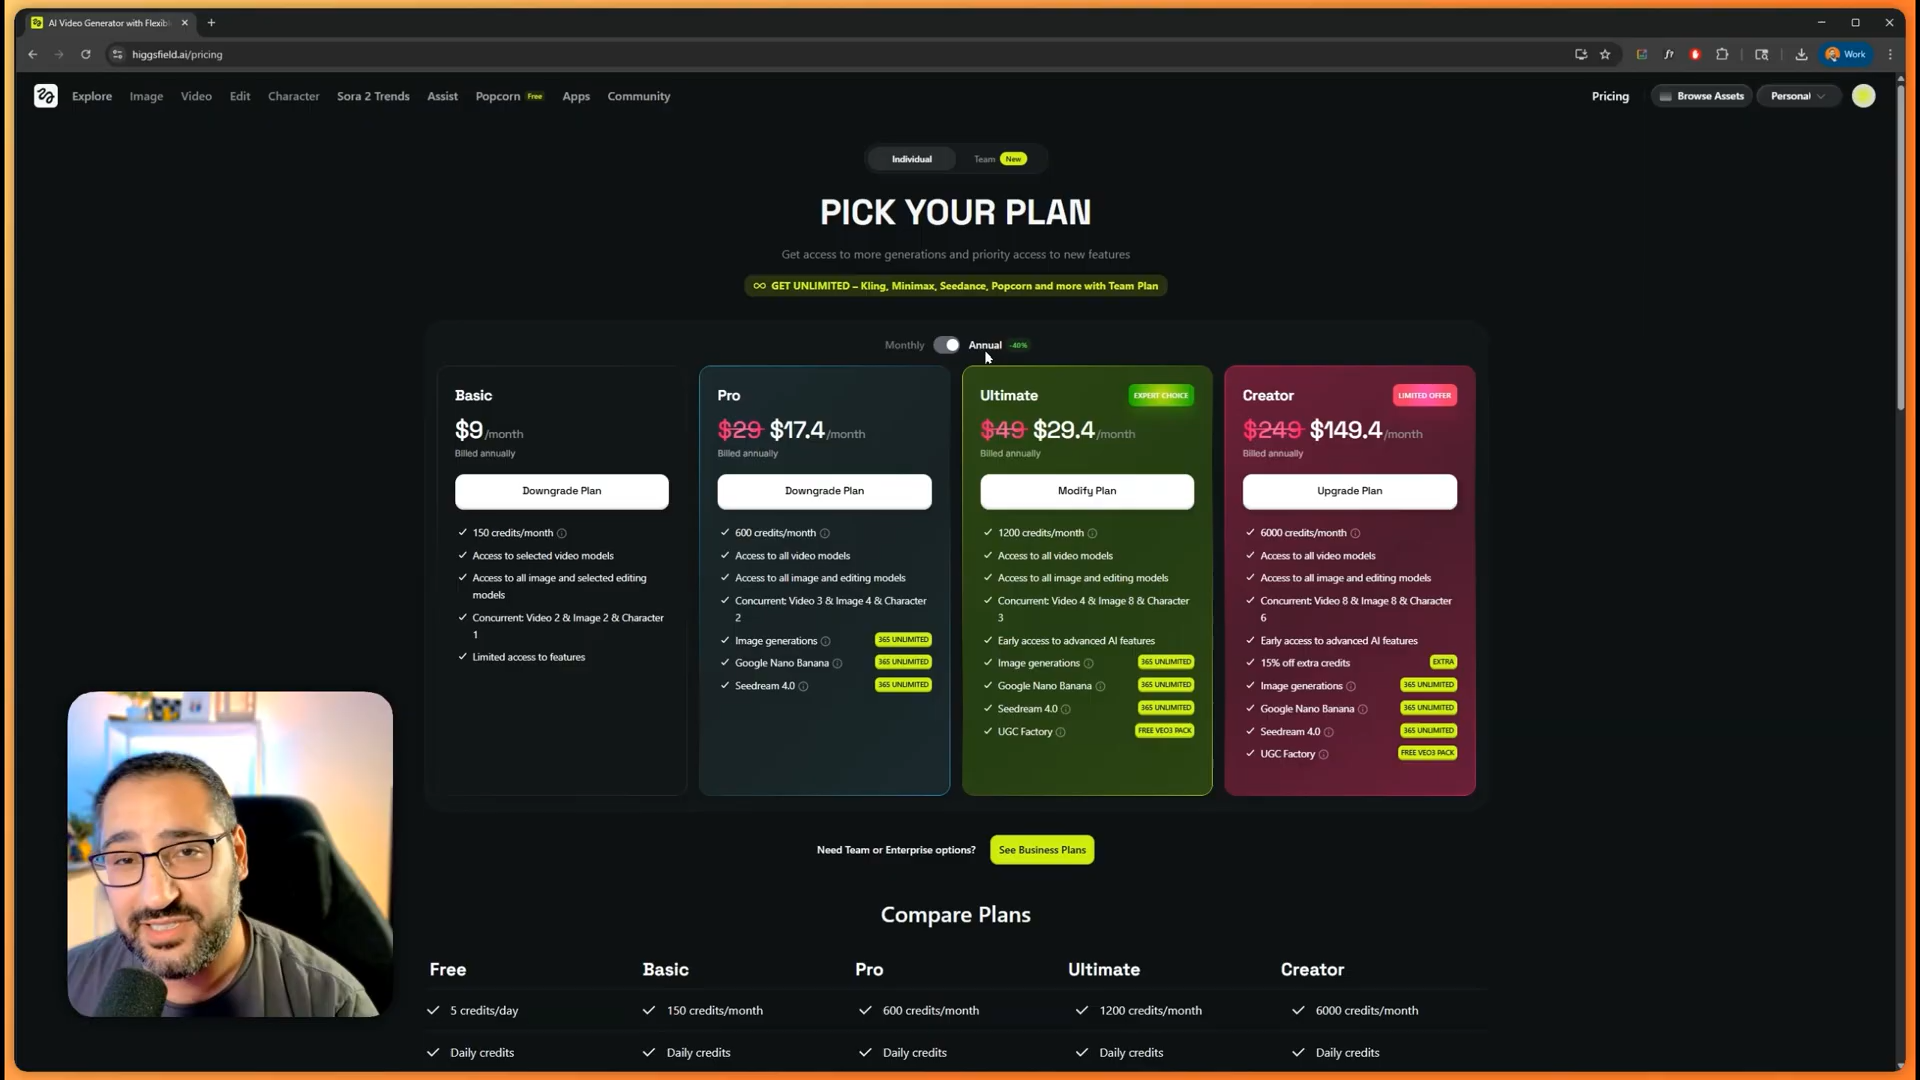 AI Video Generator with Flexib
higgsfield.ai/pricing
Work
Explore
Image
Video
Edit
Character
Sora 2 Trends
Assist
Popcorn Free
Apps
Community
Pricing
Browse Assets
Personal
Individual
Team New
PICK YOUR PLAN
Get access to more generations and priority access to new features
GET UNLIMITED – Kling, Minimax, Seedance, Popcorn and more with Team Plan
Monthly
Annual -40%
Basic
$9/month
Billed annually
Downgrade Plan
150 credits/month
Access to selected video models
Access to all image and selected editing
models
Concurrent: Video 2 & Image 2 & Character
1
Limited access to features
Pro
$29 $17.4/month
Billed annually
Downgrade Plan
600 credits/month
Access to all video models
Access to all image and editing models
Concurrent: Video 3 & Image 4 & Character
2
Image generations 365 UNLIMITED
Google Nano Banana 365 UNLIMITED
Seedream 4.0 365 UNLIMITED
Ultimate EXPERT CHOICE
$49 $29.4/month
Billed annually
Modify Plan
1200 credits/month
Access to all video models
Access to all image and editing models
Concurrent: Video 4 & Image 8 & Character
3
Early access to advanced AI features
Image generations 365 UNLIMITED
Google Nano Banana 365 UNLIMITED
Seedream 4.0 365 UNLIMITED
UGC Factory FREE VEO3 PACK
Creator LIMITED OFFER
$249 $149.4/month
Billed annually
Upgrade Plan
6000 credits/month
Access to all video models
Access to all image and editing models
Concurrent: Video 8 & Image 8 & Character
6
Early access to advanced AI features
15% off extra credits EXTRA
Image generations 365 UNLIMITED
Google Nano Banana 365 UNLIMITED
Seedream 4.0 365 UNLIMITED
UGC Factory FREE VEO3 PACK
Need Team or Enterprise options?
See Business Plans
Compare Plans
Free
Basic
Pro
Ultimate
Creator
5 credits/day
150 credits/month
600 credits/month
1200 credits/month
6000 credits/month
Daily credits
Daily credits
Daily credits
Daily credits
Daily credits